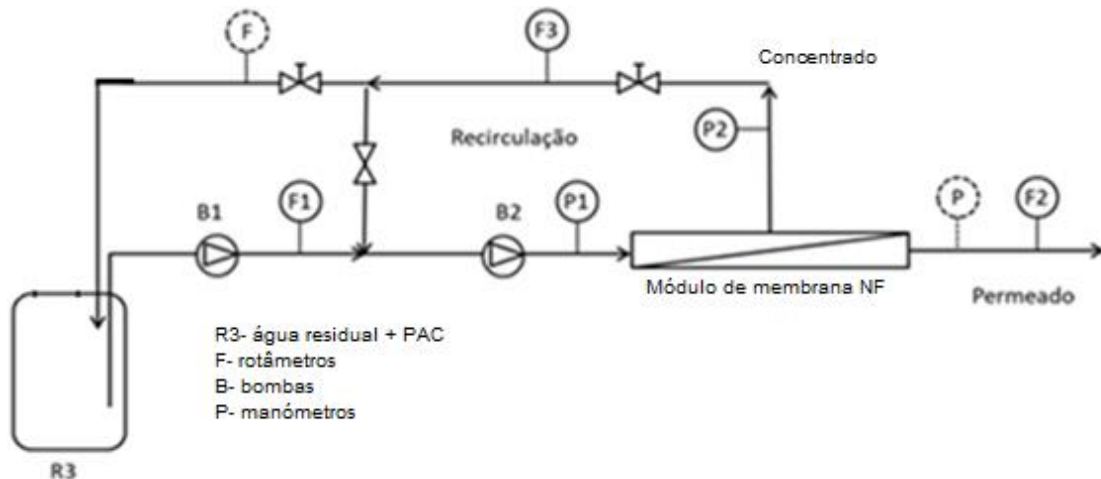 F
F3
Concentrado
P2
Recirculação
B1
F1
B2
P1
P
F2
Módulo de membrana NF
Permeado
R3- água residual + PAC
F- rotâmetros
B- bombas
P- manómetros
R3